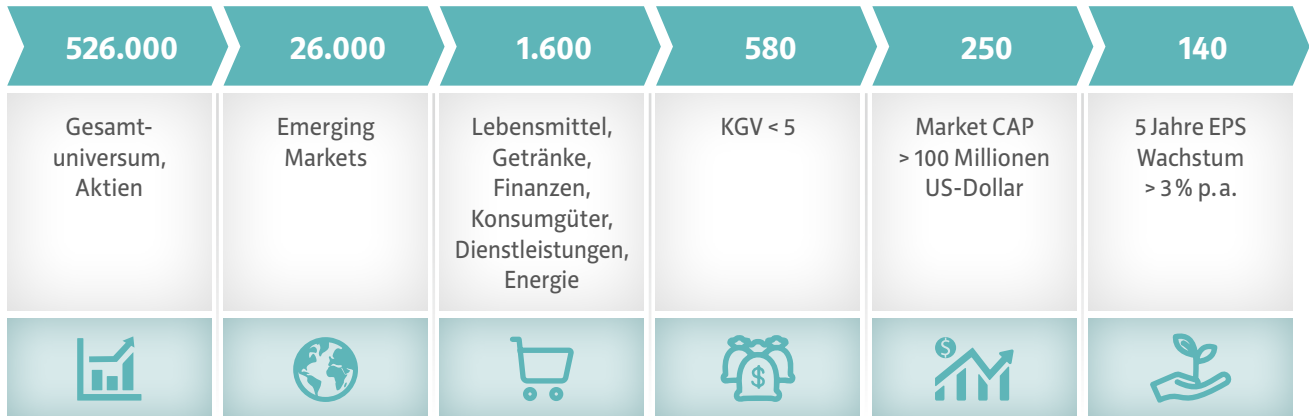 526.000
26.000
1.600
580
250
140
Gesamt-
universum,
Aktien
Emerging
Markets
Lebensmittel,
Getränke,
Finanzen,
Konsumgüter,
Dienstleistungen,
Energie
KGV < 5
Market CAP
> 100 Millionen
US-Dollar
5 Jahre EPS
Wachstum
> 3 % p. a.
$
$